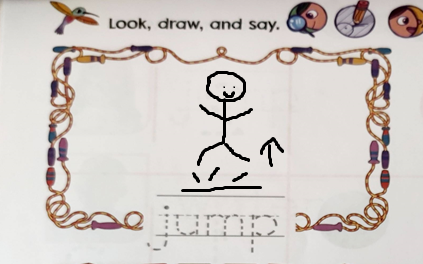 Look, draw, and say.
jump